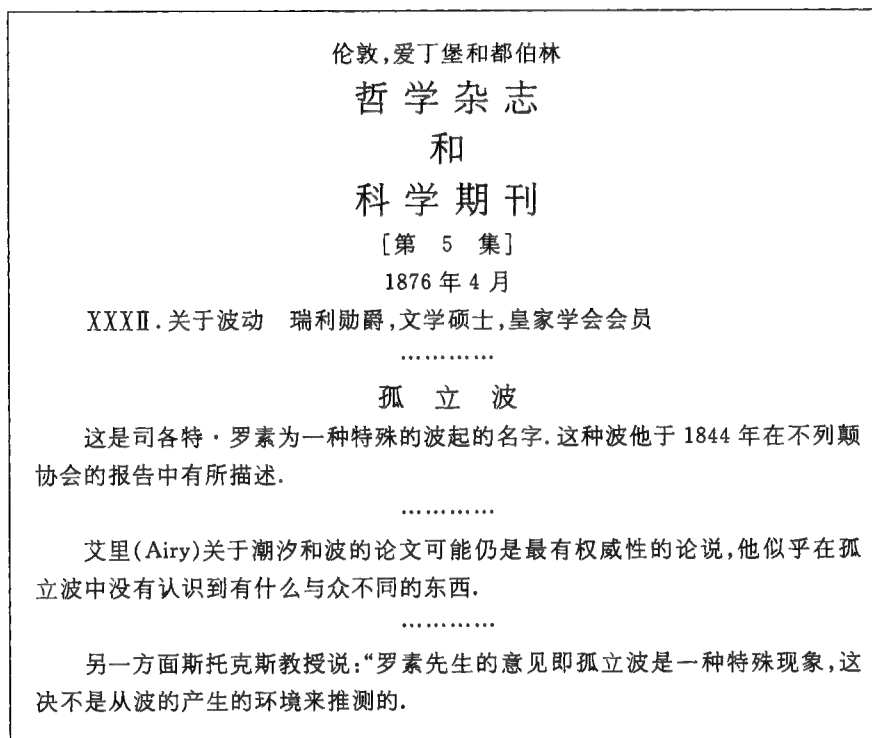 伦敦,爱丁堡和都伯林
哲学杂志
和
科学期刊
[第 5 集]
1876 年 4 月
XXXⅡ.关于波动 瑞利勋爵,文学硕士,皇家学会会员
…………
孤 立 波
这是司各特·罗素为一种特殊的波起的名字.这种波他于 1844 年在不列颠
协会的报告中有所描述.
…………
艾里(Airy)关于潮汐和波的论文可能仍是最有权威性的论说,他似乎在孤
立波中没有认识到有什么与众不同的东西.
…………
另一方面斯托克斯教授说:“罗素先生的意见即孤立波是一种特殊现象,这
决不是从波的产生的环境来推测的.